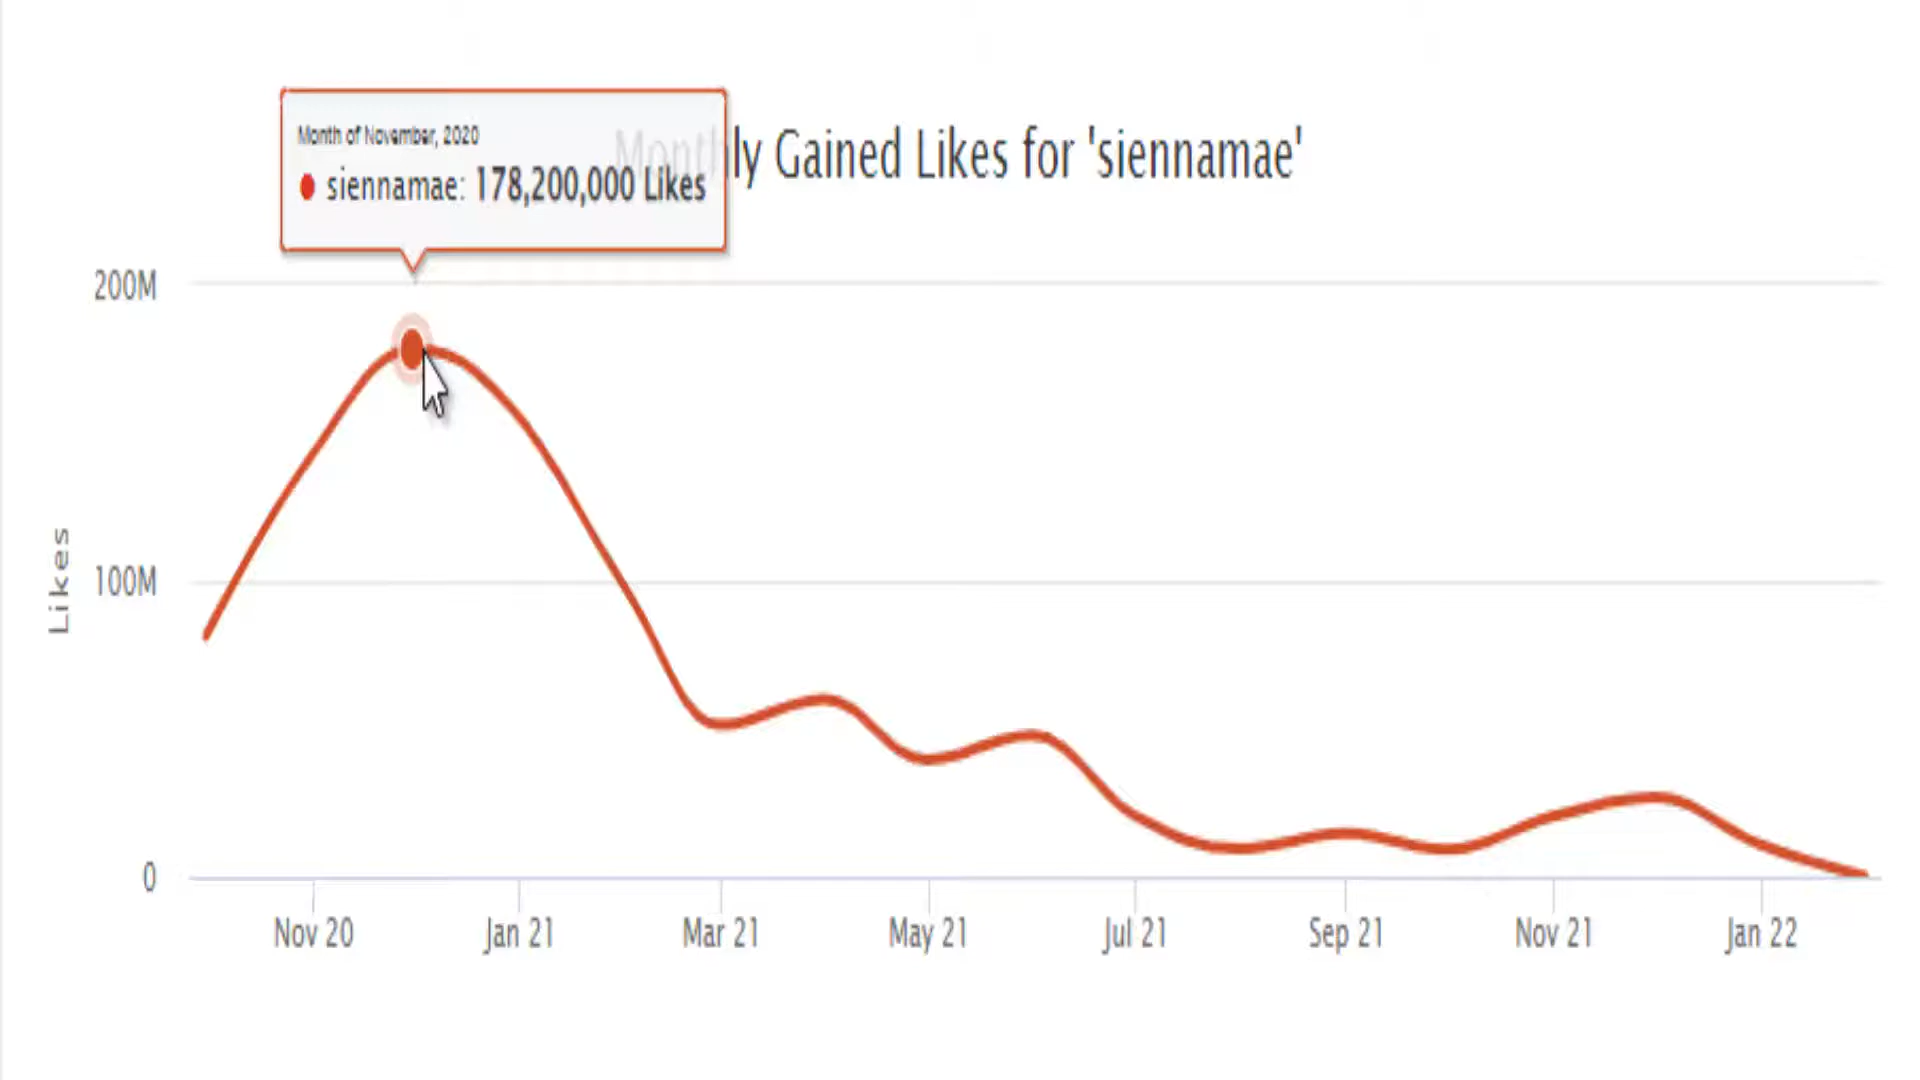 Month of November, 2020
siennamae: 178,200,000 Likes
Monthly Gained Likes for 'siennamae'
Likes
200M
100M
0
Nov 20 Jan 21 Mar 21 May 21 Jul 21 Sep 21 Nov 21 Jan 22